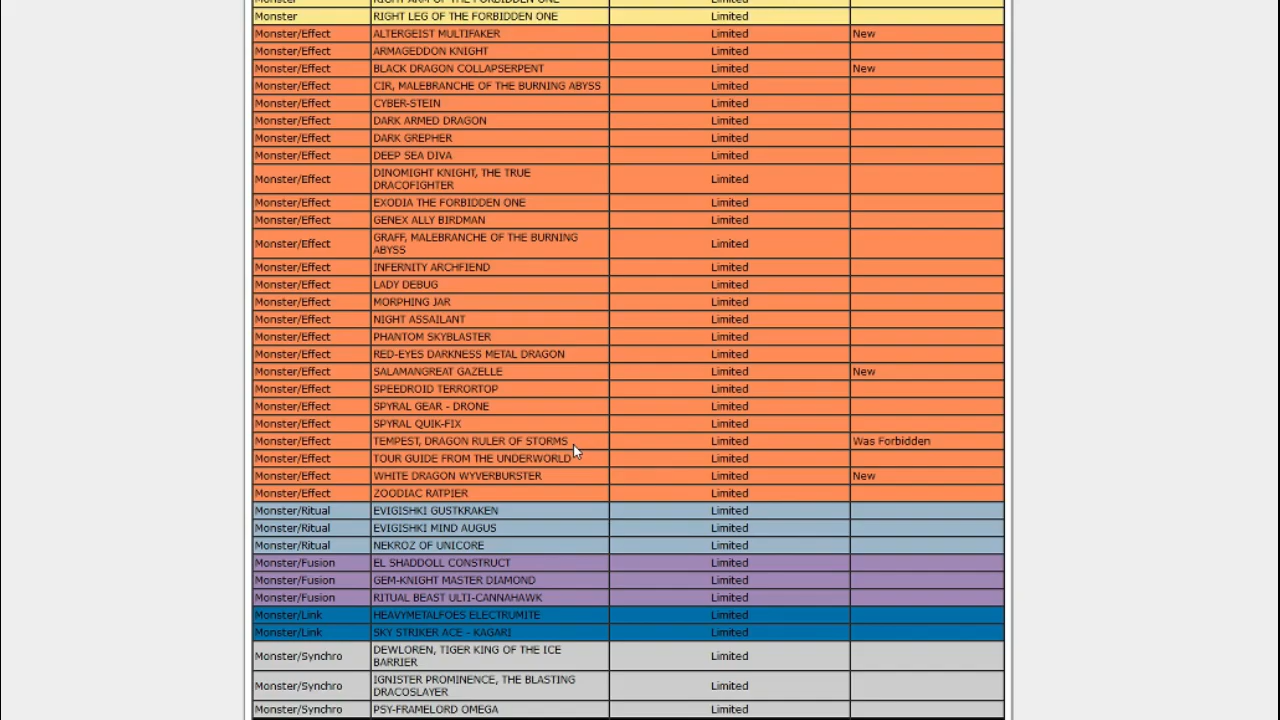 Monster RIGHT ARM OF THE FORBIDDEN ONE Limited
Monster RIGHT LEG OF THE FORBIDDEN ONE Limited
Monster/Effect ALTERGEIST MULTIFAKER Limited New
Monster/Effect ARMAGEDDON KNIGHT Limited
Monster/Effect BLACK DRAGON COLLAPSERPENT Limited New
Monster/Effect CIR, MALEBRANCHE OF THE BURNING ABYSS Limited
Monster/Effect CYBER-STEIN Limited
Monster/Effect DARK ARMED DRAGON Limited
Monster/Effect DARK GREPHER Limited
Monster/Effect DEEP SEA DIVA Limited
Monster/Effect DINOMIGHT KNIGHT, THE TRUE
DRACOFIGHTER Limited
Monster/Effect EXODIA THE FORBIDDEN ONE Limited
Monster/Effect GENEX ALLY BIRDMAN Limited
Monster/Effect GRAFF, MALEBRANCHE OF THE BURNING
ABYSS Limited
Monster/Effect INFERNITY ARCHFIEND Limited
Monster/Effect LADY DEBUG Limited
Monster/Effect MORPHING JAR Limited
Monster/Effect NIGHT ASSAILANT Limited
Monster/Effect PHANTOM SKYBLASTER Limited
Monster/Effect RED-EYES DARKNESS METAL DRAGON Limited
Monster/Effect SALAMANGREAT GAZELLE Limited New
Monster/Effect SPEEDROID TERRORTOP Limited
Monster/Effect SPYRAL GEAR - DRONE Limited
Monster/Effect SPYRAL QUIK-FIX Limited
Monster/Effect TEMPEST, DRAGON RULER OF STORMS Limited Was Forbidden
Monster/Effect TOUR GUIDE FROM THE UNDERWORLD Limited
Monster/Effect WHITE DRAGON WYVERBURSTER Limited New
Monster/Effect ZOODIAC RATPIER Limited
Monster/Ritual EVIGISHKI GUSTKRAKEN Limited
Monster/Ritual EVIGISHKI MIND AUGUS Limited
Monster/Ritual NEKROZ OF UNICORE Limited
Monster/Fusion EL SHADDOLL CONSTRUCT Limited
Monster/Fusion GEM-KNIGHT MASTER DIAMOND Limited
Monster/Fusion RITUAL BEAST ULTI-CANNAHAWK Limited
Monster/Link HEAVYMETALFOES ELECTRUMITE Limited
Monster/Link SKY STRIKER ACE - KAGARI Limited
Monster/Synchro DEWLOREN, TIGER KING OF THE ICE
BARRIER Limited
Monster/Synchro IGNISTER PROMINENCE, THE BLASTING
DRACOSLAYER Limited
Monster/Synchro PSY-FRAMELORD OMEGA Limited